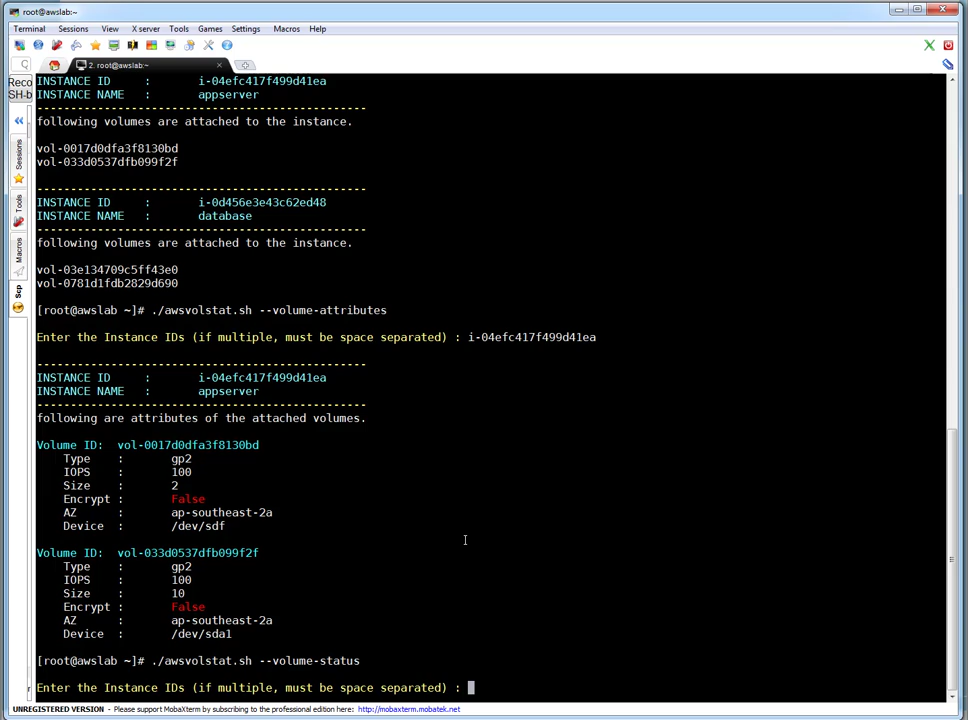 root@awslab:~
Terminal Sessions View X server Tools Games Settings Macros Help
2. root@awslab:~
Reco
SH-b
Sessions
Tools
Macros
Scp
INSTANCE ID : i-04efc417f499d41ea
INSTANCE NAME : appserver
-------------------------------------------------
following volumes are attached to the instance.
vol-0017d0dfa3f8130bd
vol-033d0537dfb099f2f
-------------------------------------------------
INSTANCE ID : i-0d456e3e43c62ed48
INSTANCE NAME : database
-------------------------------------------------
following volumes are attached to the instance.
vol-03e134709c5ff43e0
vol-0781d1fdb2829d690
[root@awslab ~]# ./awsvolstat.sh --volume-attributes
Enter the Instance IDs (if multiple, must be space separated) : i-04efc417f499d41ea
-------------------------------------------------
INSTANCE ID : i-04efc417f499d41ea
INSTANCE NAME : appserver
-------------------------------------------------
following are attributes of the attached volumes.
Volume ID: vol-0017d0dfa3f8130bd
Type : gp2
IOPS : 100
Size : 2
Encrypt : False
AZ : ap-southeast-2a
Device : /dev/sdf
Volume ID: vol-033d0537dfb099f2f
Type : gp2
IOPS : 100
Size : 10
Encrypt : False
AZ : ap-southeast-2a
Device : /dev/sda1
[root@awslab ~]# ./awsvolstat.sh --volume-status
Enter the Instance IDs (if multiple, must be space separated) :
UNREGISTERED VERSION - Please support MobaXterm by subscribing to the professional edition here: http://mobaxterm.mobatek.net